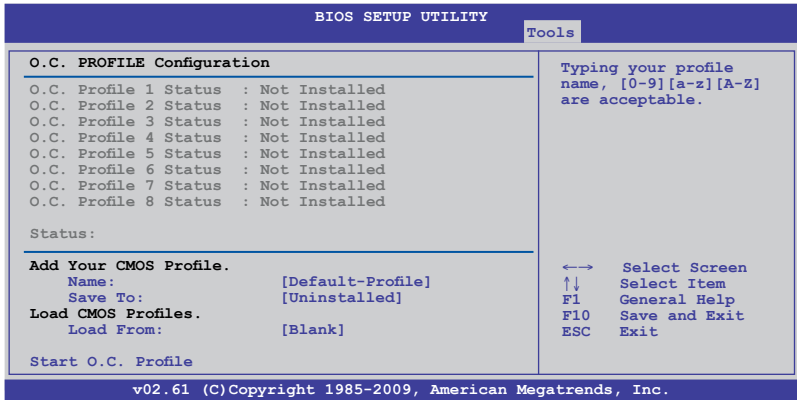 BIOS SETUP UTILITY
Tools
O.C. PROFILE Configuration
O.C. Profile 1 Status : Not Installed
O.C. Profile 2 Status : Not Installed
O.C. Profile 3 Status : Not Installed
O.C. Profile 4 Status : Not Installed
O.C. Profile 5 Status : Not Installed
O.C. Profile 6 Status : Not Installed
O.C. Profile 7 Status : Not Installed
O.C. Profile 8 Status : Not Installed
Status:
Add Your CMOS Profile.
Name: [Default-Profile]
Save To: [Uninstalled]
Load CMOS Profiles.
Load From: [Blank]
Start O.C. Profile
Typing your profile
name, [0-9][a-z][A-Z]
are acceptable.
←→ Select Screen
↑↓ Select Item
F1 General Help
F10 Save and Exit
ESC Exit
v02.61 (C)Copyright 1985-2009, American Megatrends, Inc.